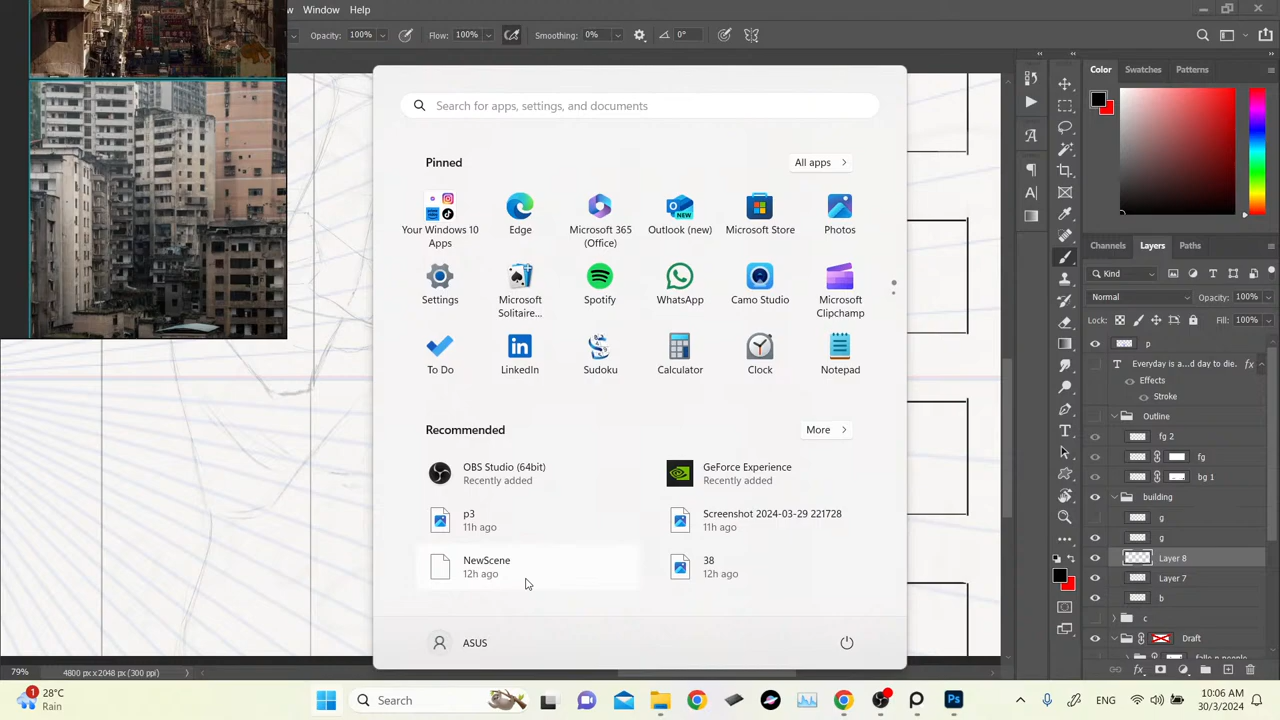 Window Help
Opacity: 100% Flow: 100% Smoothing: 0% 0°
Search for apps, settings, and documents
Pinned
All apps
Your Windows 10
Apps
Edge
Microsoft 365
(Office)
Outlook (new)
Microsoft Store
Photos
Settings
Microsoft
Solitaire...
Spotify
WhatsApp
Camo Studio
Microsoft
Clipchamp
To Do
LinkedIn
Sudoku
Calculator
Clock
Notepad
Recommended
More
OBS Studio (64bit)
Recently added
GeForce Experience
Recently added
p3
11h ago
Screenshot 2024-03-29 221728
11h ago
NewScene
12h ago
38
12h ago
ASUS
Color Swatches Patterns
Channels Layers Paths
Kind
Normal Opacity: 100%
Lock: Fill: 100%
p
Everyday is a...d day to die. fx
Effects
Stroke
Outline
fg 2
fg
bg 1
building
g
g
Layer 8
Layer 7
b
c
Draft
79% 4800 px x 2048 px (300 ppi)
1
28°C
Rain
Search
NEW
Ps
ENG
10:06 AM
30/3/2024